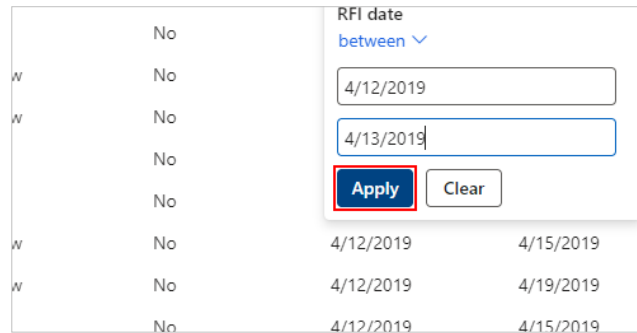 RFI date
No
between
w No
4/12/2019
w No
4/13/2019
No
Apply Clear
No
w No 4/12/2019 4/15/2019
w No 4/12/2019 4/19/2019
No 4/12/2019 4/15/2019